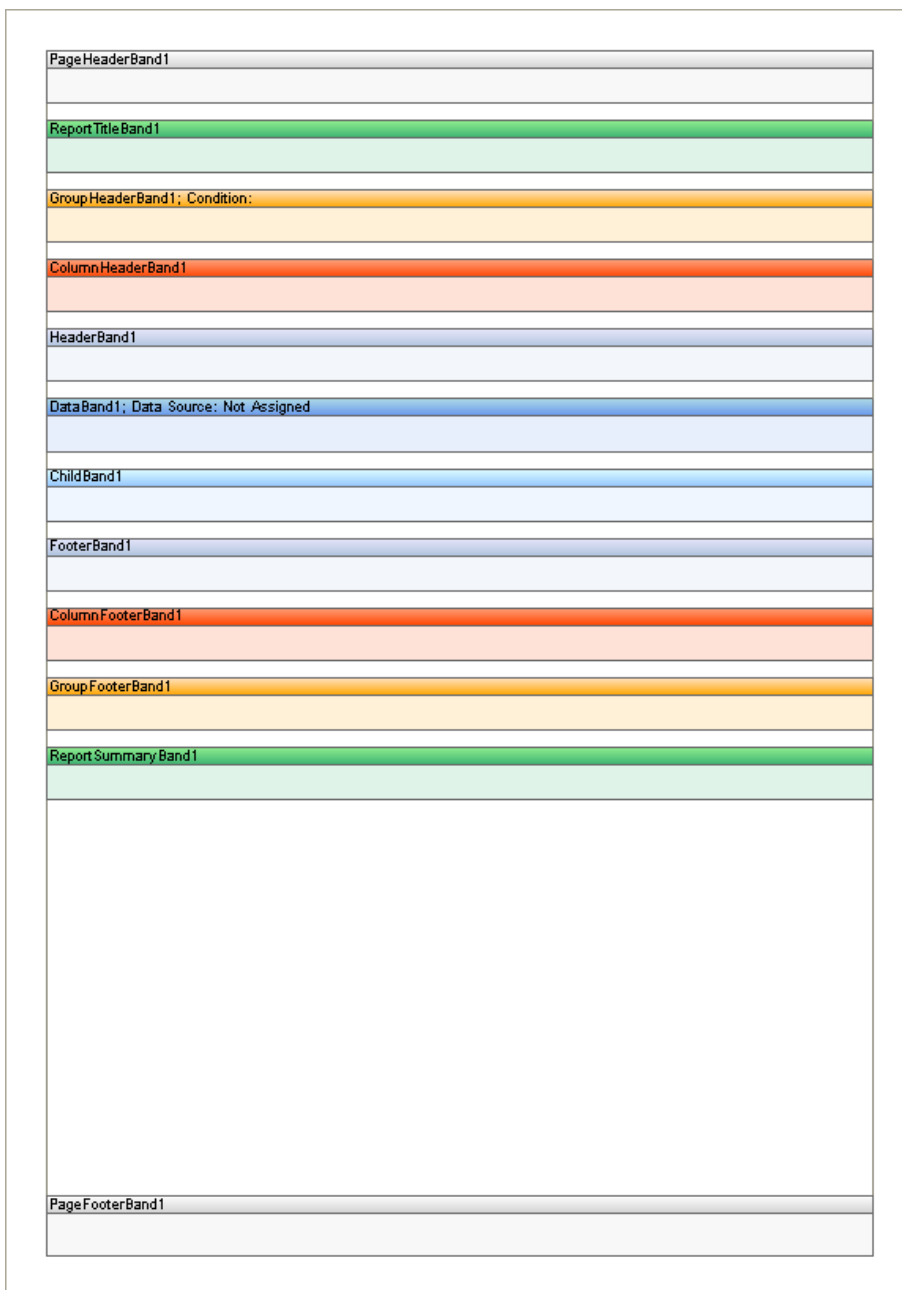 PageHeaderBand1
ReportTitleBand1
GroupHeaderBand1; Condition:
ColumnHeaderBand1
HeaderBand1
DataBand1; Data Source: Not Assigned
ChildBand1
FooterBand1
ColumnFooterBand1
GroupFooterBand1
ReportSummaryBand1
PageFooterBand1